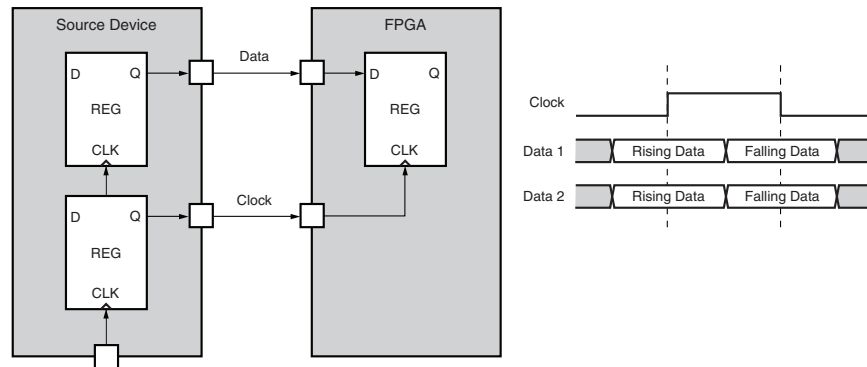 Source Device
FPGA
Data
D Q
REG
CLK
D Q
REG
CLK
Clock
D Q
REG
CLK
Clock
Data 1 Rising Data Falling Data
Data 2 Rising Data Falling Data